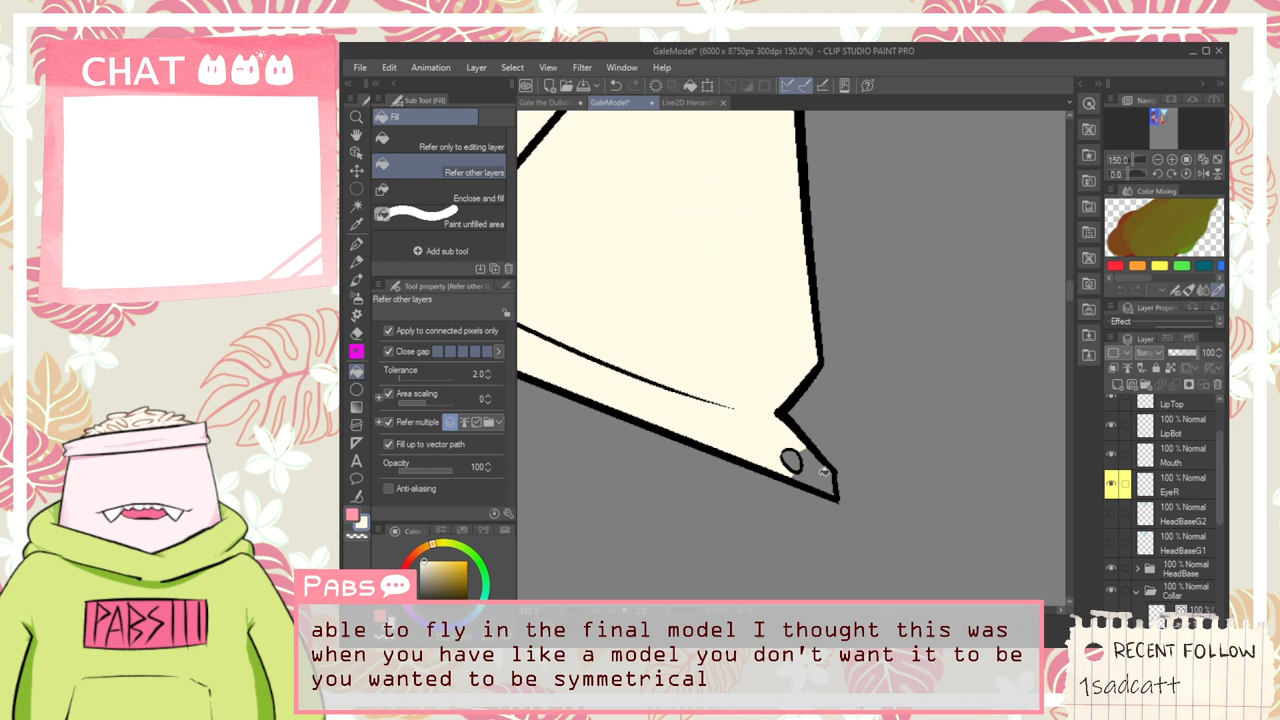 CHAT
GaleModel* (6000 x 8750px 300dpi 150.0%) - CLIP STUDIO PAINT PRO
File Edit Animation Layer Select View Filter Window Help
Sub Tool [Fill]
Gale the Dullah
GaleModel*
Live2D Hierarch
Fill
Refer only to editing layer
Refer other layers
Enclose and fill
Paint unfilled area
Add sub tool
Tool property [Refer other l
Refer other layers
Apply to connected pixels only
Close gap
Tolerance
2.0
Area scaling
0
Refer multiple
Fill up to vector path
Opacity
100
Anti-aliasing
Color
150.0
0.0
Color Mixing
Layer Prope
Effect
Layer
100
LipTop
100 % Normal
LipBot
100 % Normal
Mouth
100 % Normal
EyeR
100 % Normal
HeadBaseG2
100 % Normal
HeadBaseG1
100 % Normal
HeadBase
100 % Normal
Collar
PABS
PABS
able to fly in the final model I thought this was
when you have like a model you don't want it to be
you wanted to be symmetrical
RECENT FOLLOW
1sadcatt